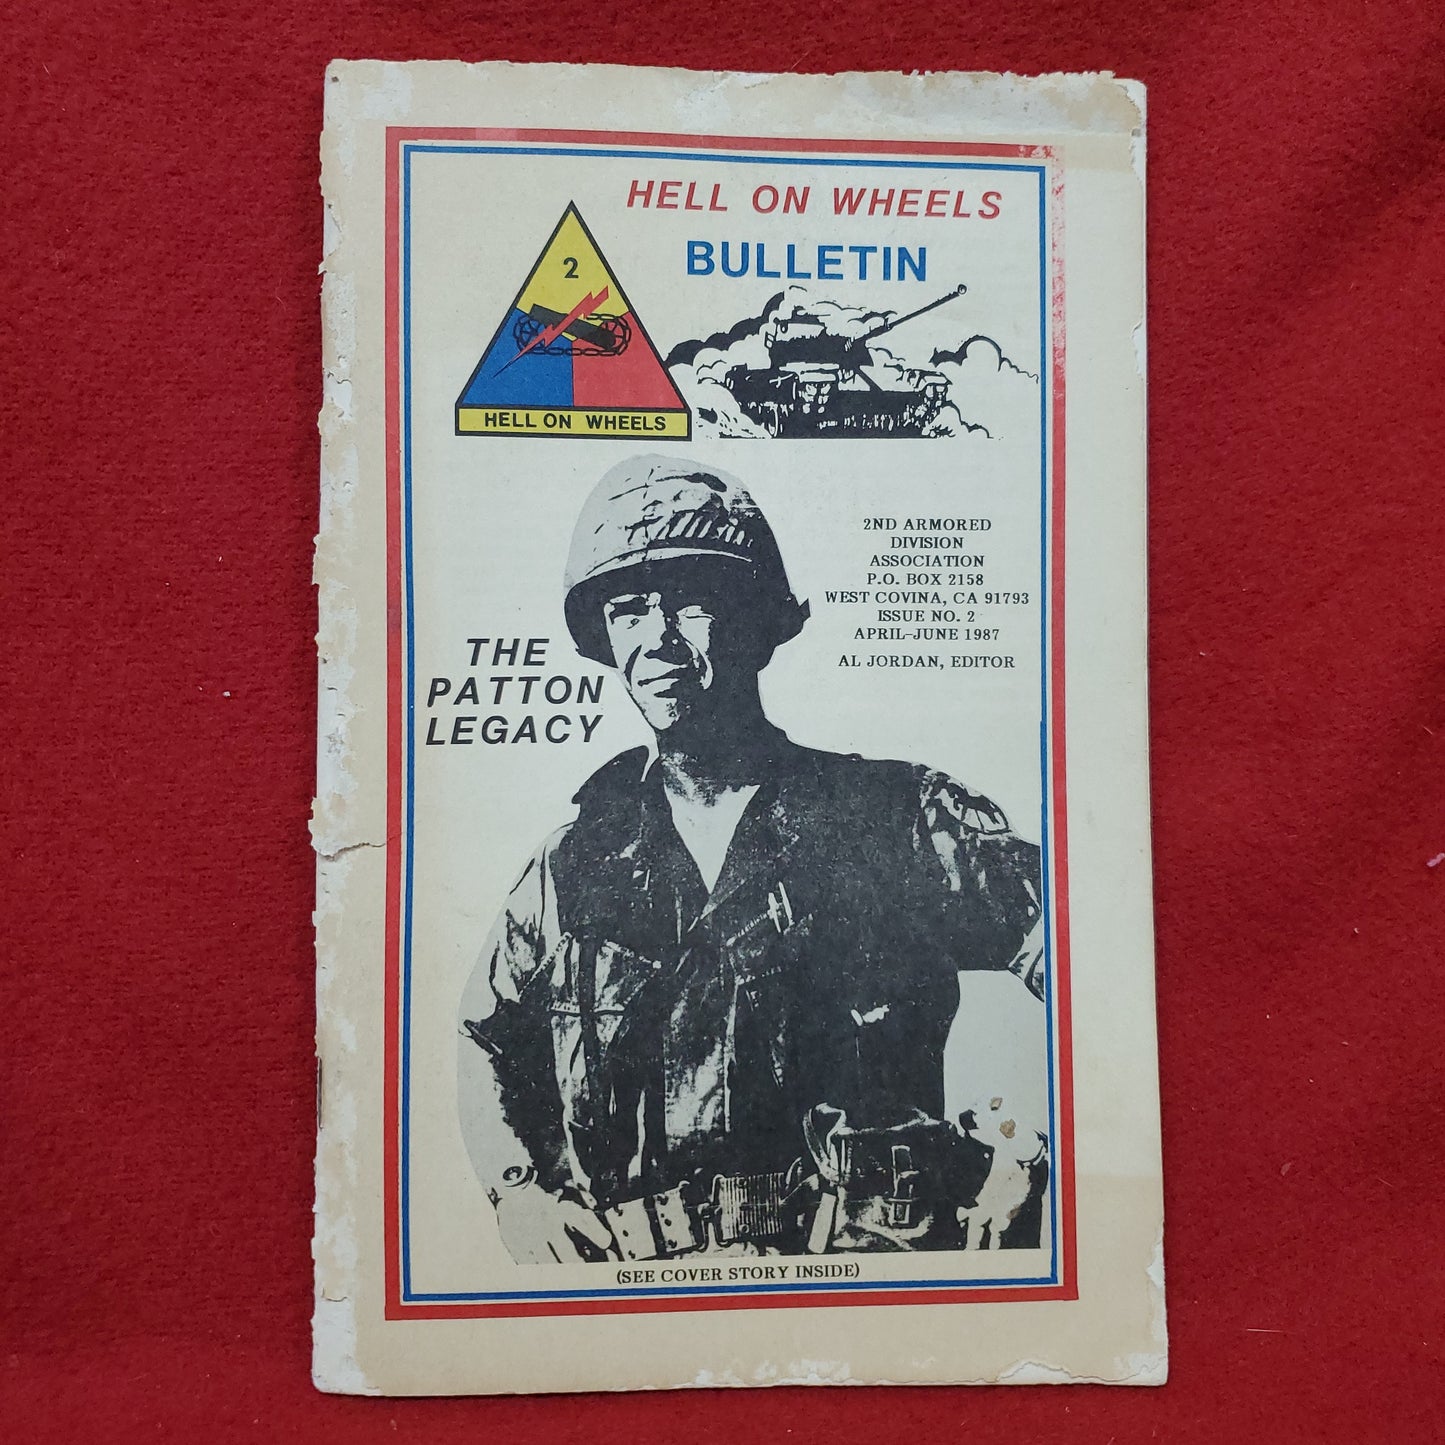 HELL ON WHEELS
BULLETIN
2
HELL ON WHEELS
2ND ARMORED
DIVISION
ASSOCIATION
P.O. BOX 2158
WEST COVINA, CA 91793
ISSUE NO. 2
APRIL-JUNE 1987
AL JORDAN, EDITOR
THE
PATTON
LEGACY
(SEE COVER STORY INSIDE)